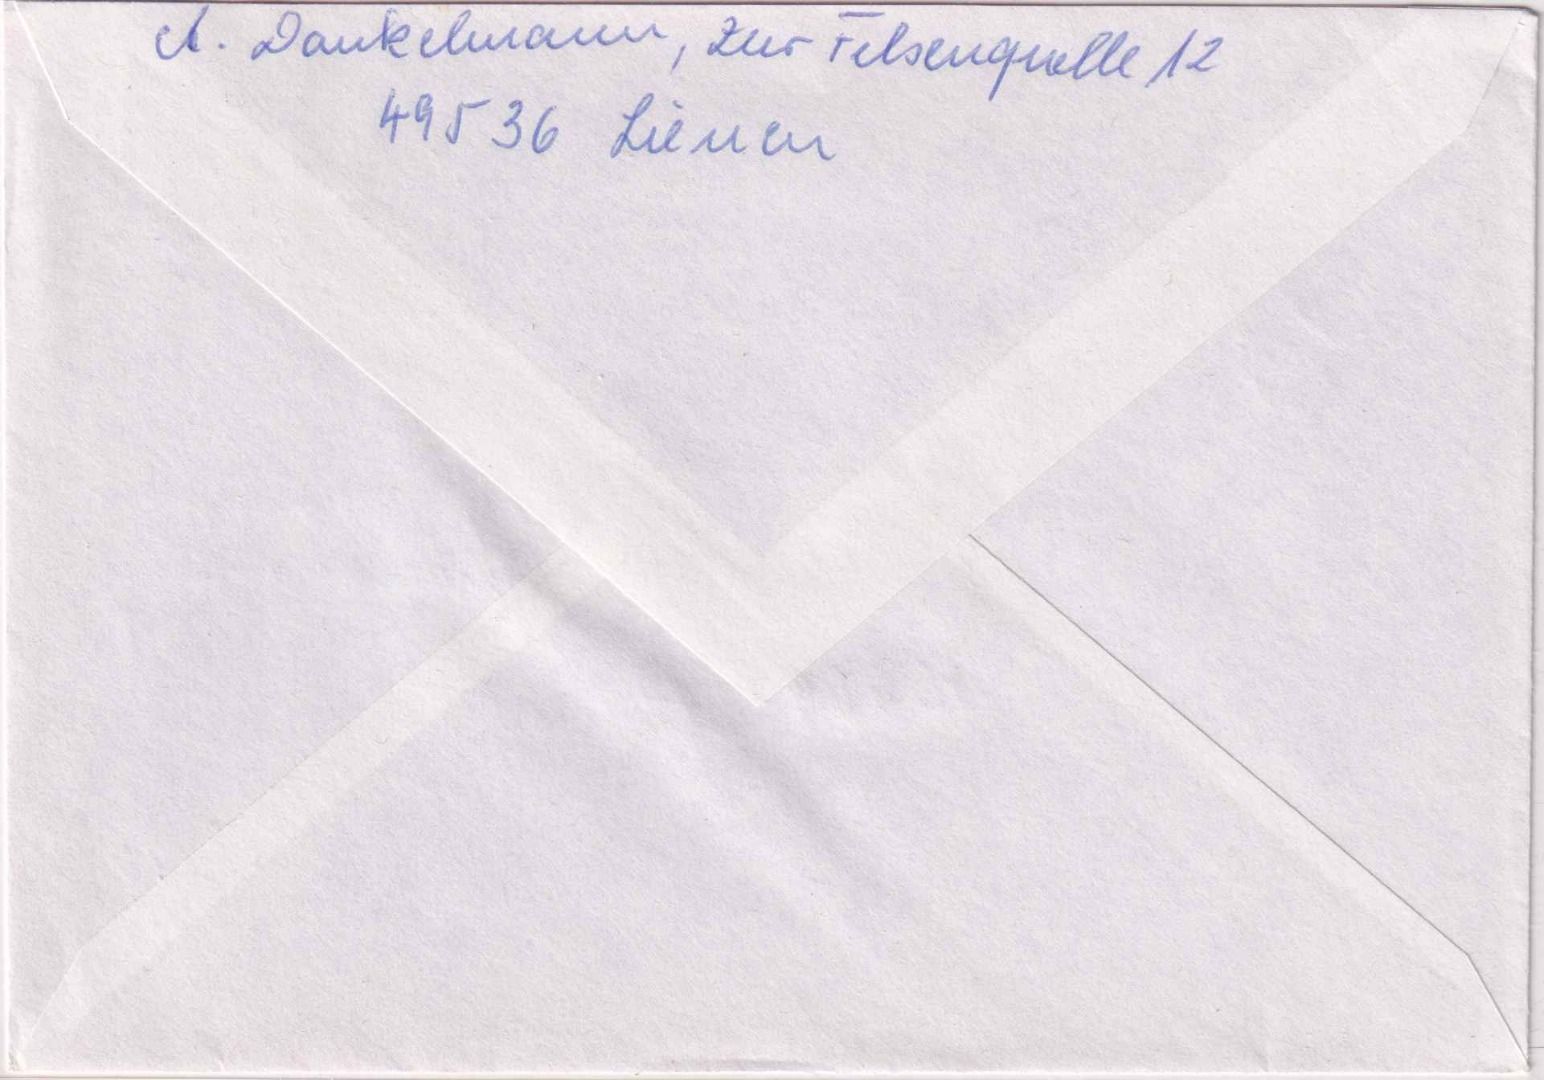 A. Dankelmann, Zur Felsenquelle 12
49536 Lienen